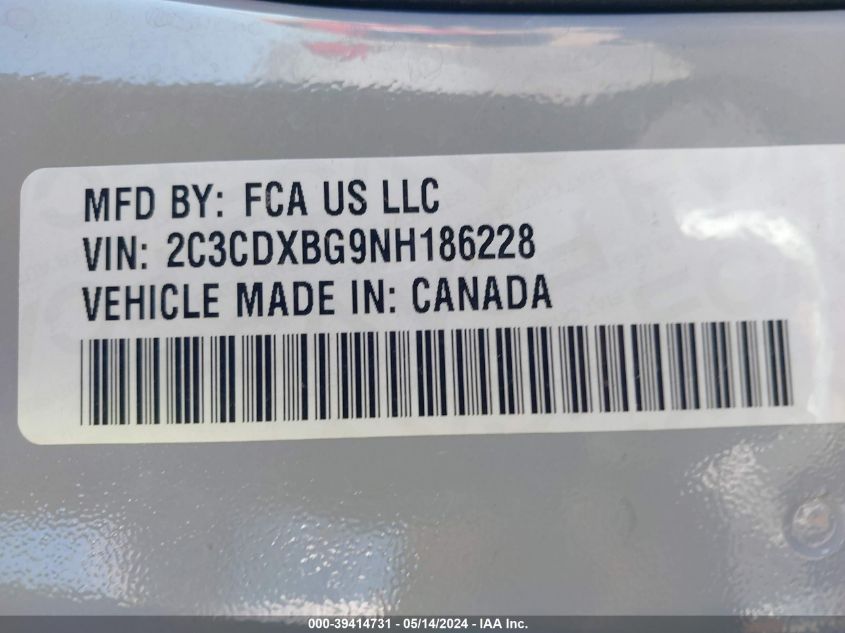 MFD BY: FCA US LLC
VIN: 2C3CDXBG9NH186228
VEHICLE MADE IN: CANADA
000-39414731 - 05/14/2024 - IAA Inc.